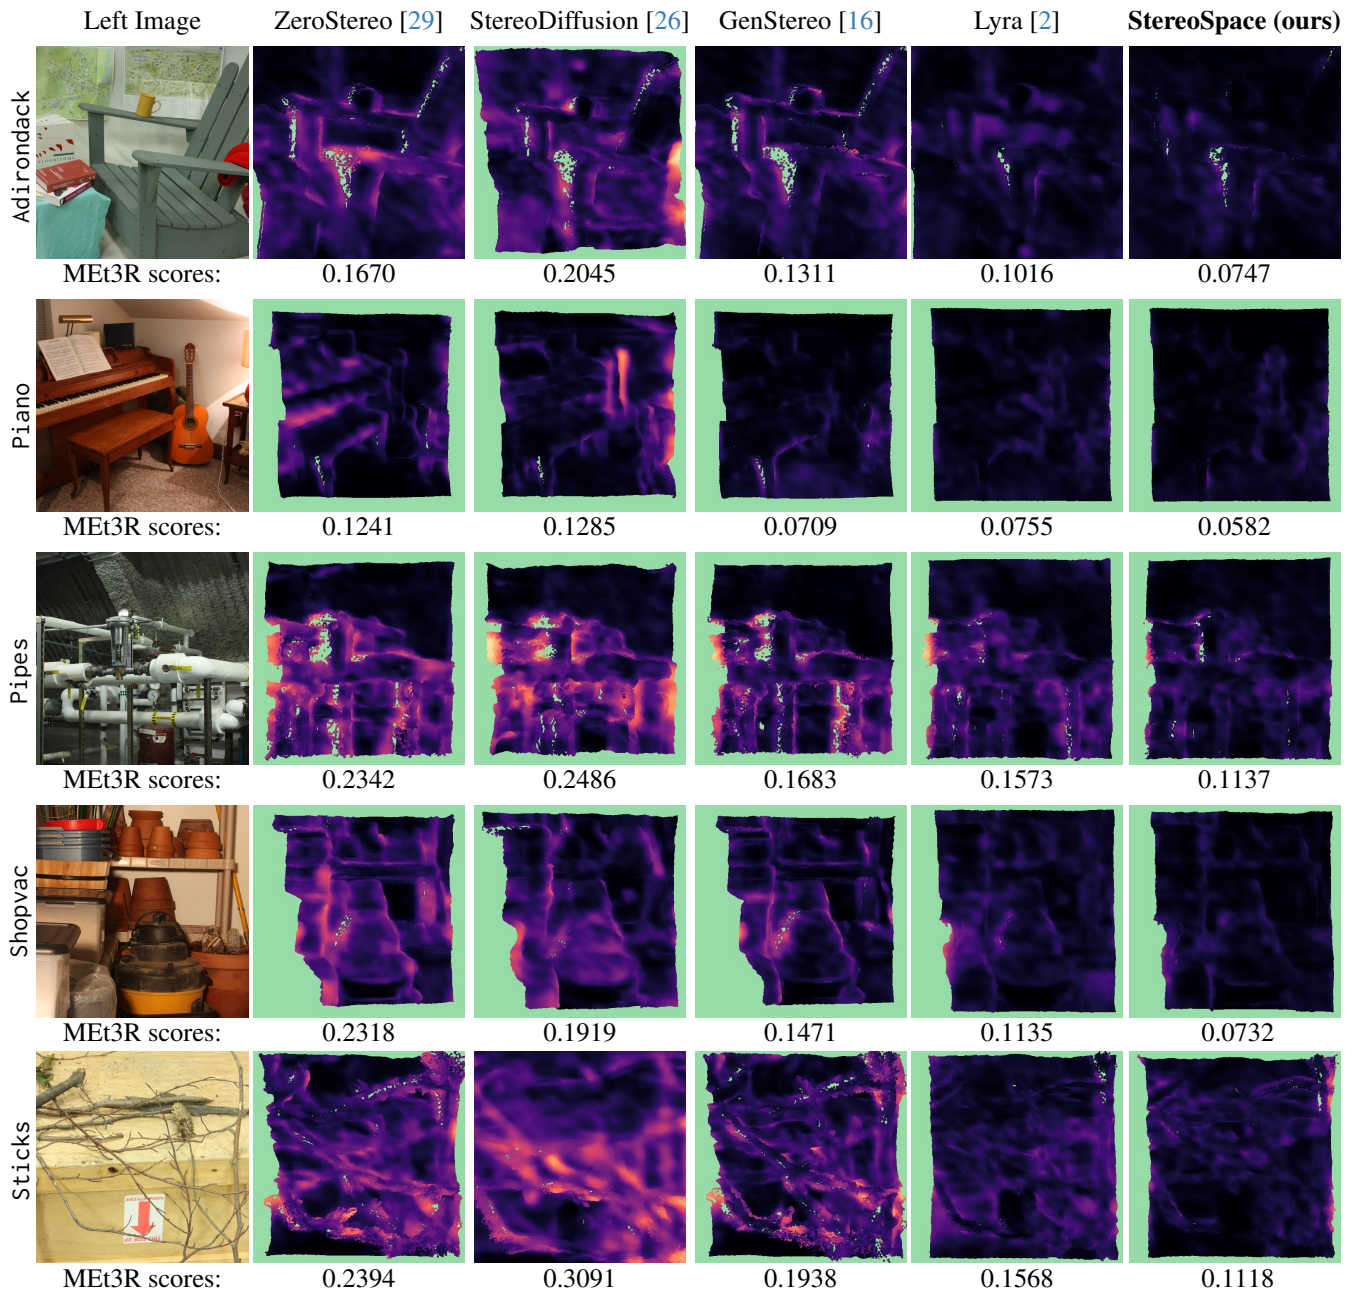 Left Image ZeroStereo [29] StereoDiffusion [26] GenStereo [16] Lyra [2] StereoSpace (ours)
Adirondack
MEt3R scores: 0.1670 0.2045 0.1311 0.1016 0.0747
Piano
MEt3R scores: 0.1241 0.1285 0.0709 0.0755 0.0582
Pipes
MEt3R scores: 0.2342 0.2486 0.1683 0.1573 0.1137
Shopvac
MEt3R scores: 0.2318 0.1919 0.1471 0.1135 0.0732
Sticks
MEt3R scores: 0.2394 0.3091 0.1938 0.1568 0.1118